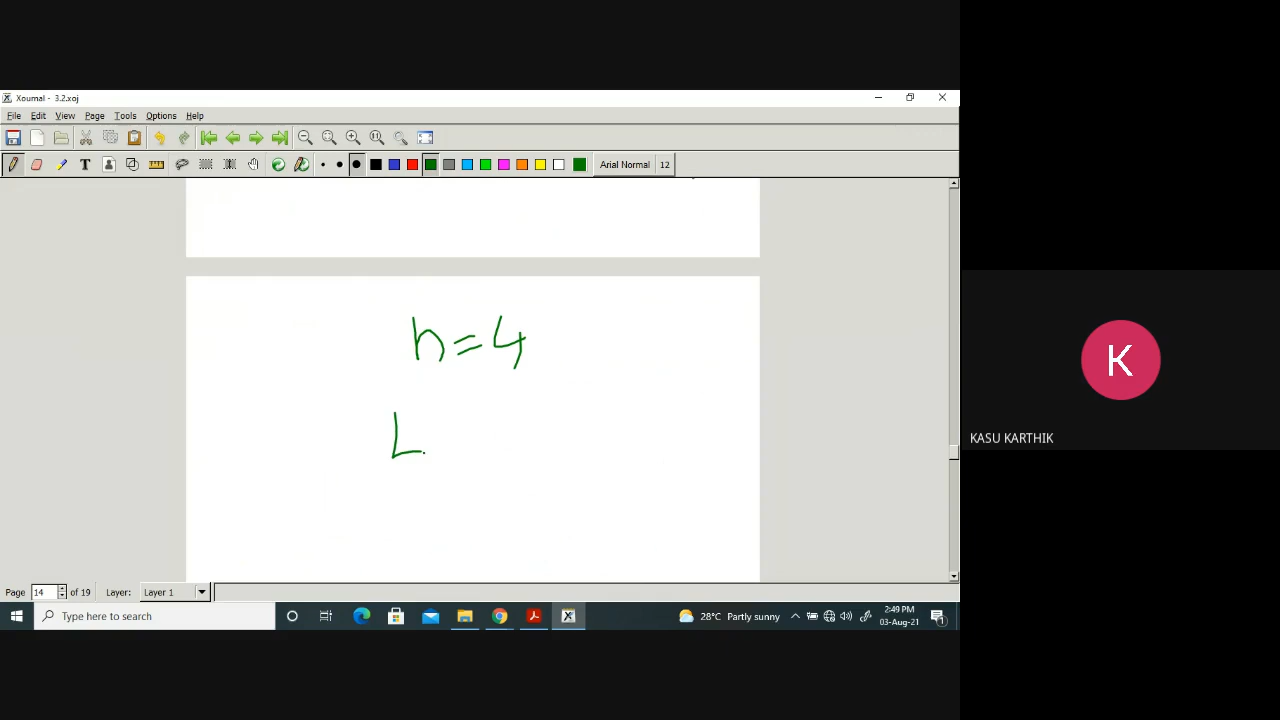 Xournal - 3.2.xoj
File Edit View Page Tools Options Help
Arial Normal 12
n=4
L
K
KASU KARTHIK
Page 14 of 19 Layer: Layer 1
Type here to search
28°C Partly sunny
2:49 PM
03-Aug-21
1